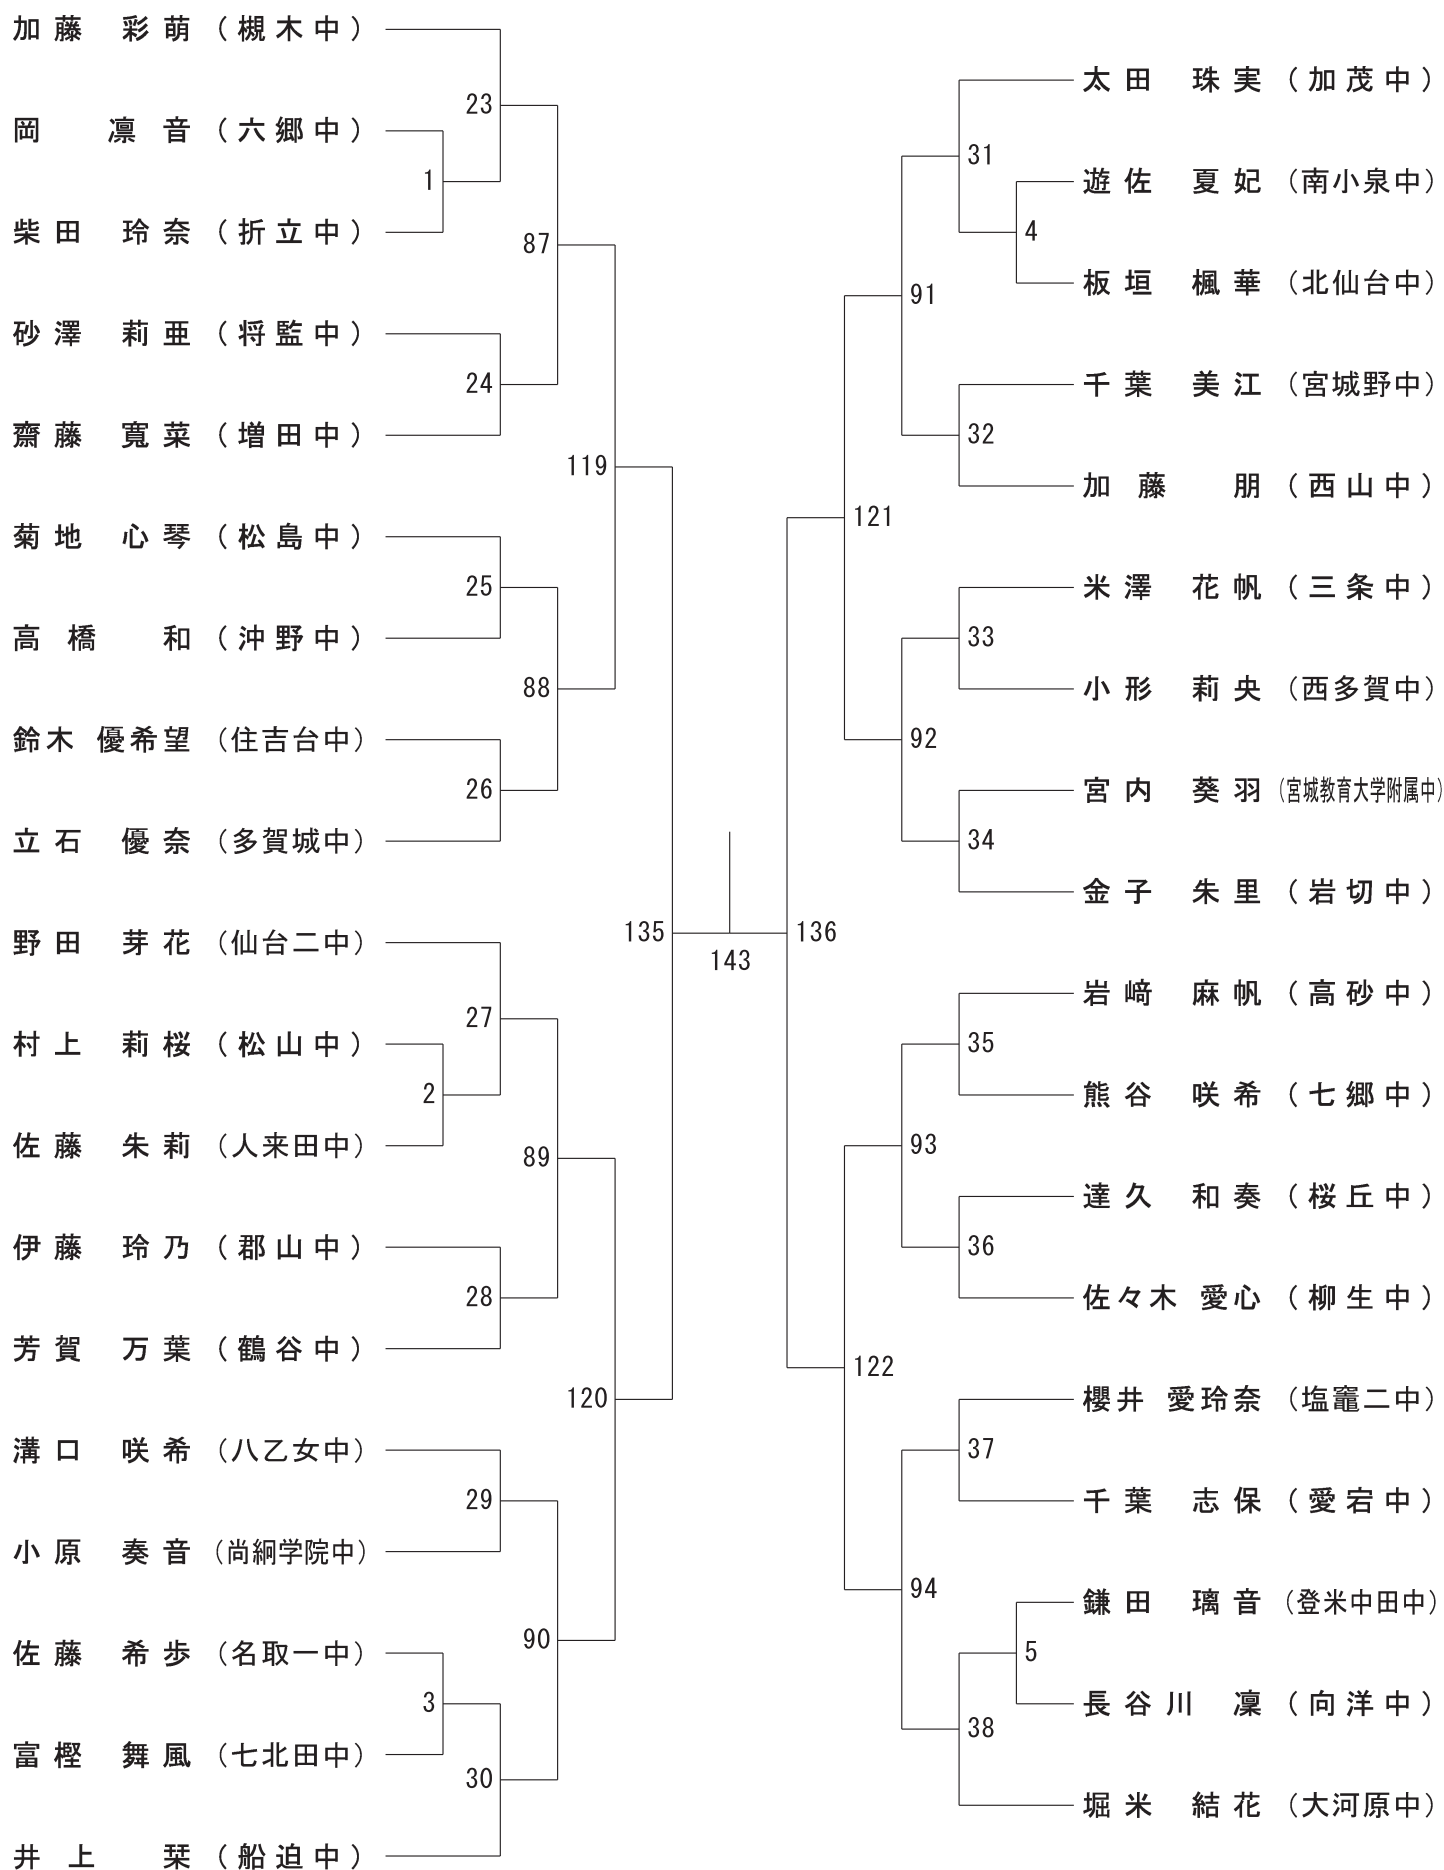 加藤 彩萌 (槻木中)
岡 凛音 (六郷中)
柴田 玲奈 (折立中)
砂澤 莉亜 (将監中)
齋藤 寛菜 (増田中)
菊地 心琴 (松島中)
高橋 和 (沖野中)
鈴木 優希望 (住吉台中)
立石 優奈 (多賀城中)
野田 芽花 (仙台二中)
村上 莉桜 (松山中)
佐藤 朱莉 (人来田中)
伊藤 玲乃 (郡山中)
芳賀 万葉 (鶴谷中)
溝口 咲希 (八乙女中)
小原 奏音 (尚絅学院中)
佐藤 希歩 (名取一中)
富樫 舞風 (七北田中)
井上 栞 (船迫中)
1
2
3
23
24
25
26
27
28
29
30
87
88
89
90
119
120
135
143
136
121
122
91
92
93
94
31
32
33
34
35
36
37
38
4
5
太田 珠実 (加茂中)
遊佐 夏妃 (南小泉中)
板垣 楓華 (北仙台中)
千葉 美江 (宮城野中)
加藤 朋 (西山中)
米澤 花帆 (三条中)
小形 莉央 (西多賀中)
宮内 葵羽 (宮城教育大学附属中)
金子 朱里 (岩切中)
岩﨑 麻帆 (高砂中)
熊谷 咲希 (七郷中)
達久 和奏 (桜丘中)
佐々木 愛心 (柳生中)
櫻井 愛玲奈 (塩竈二中)
千葉 志保 (愛宕中)
鎌田 璃音 (登米中田中)
長谷川 凜 (向洋中)
堀米 結花 (大河原中)